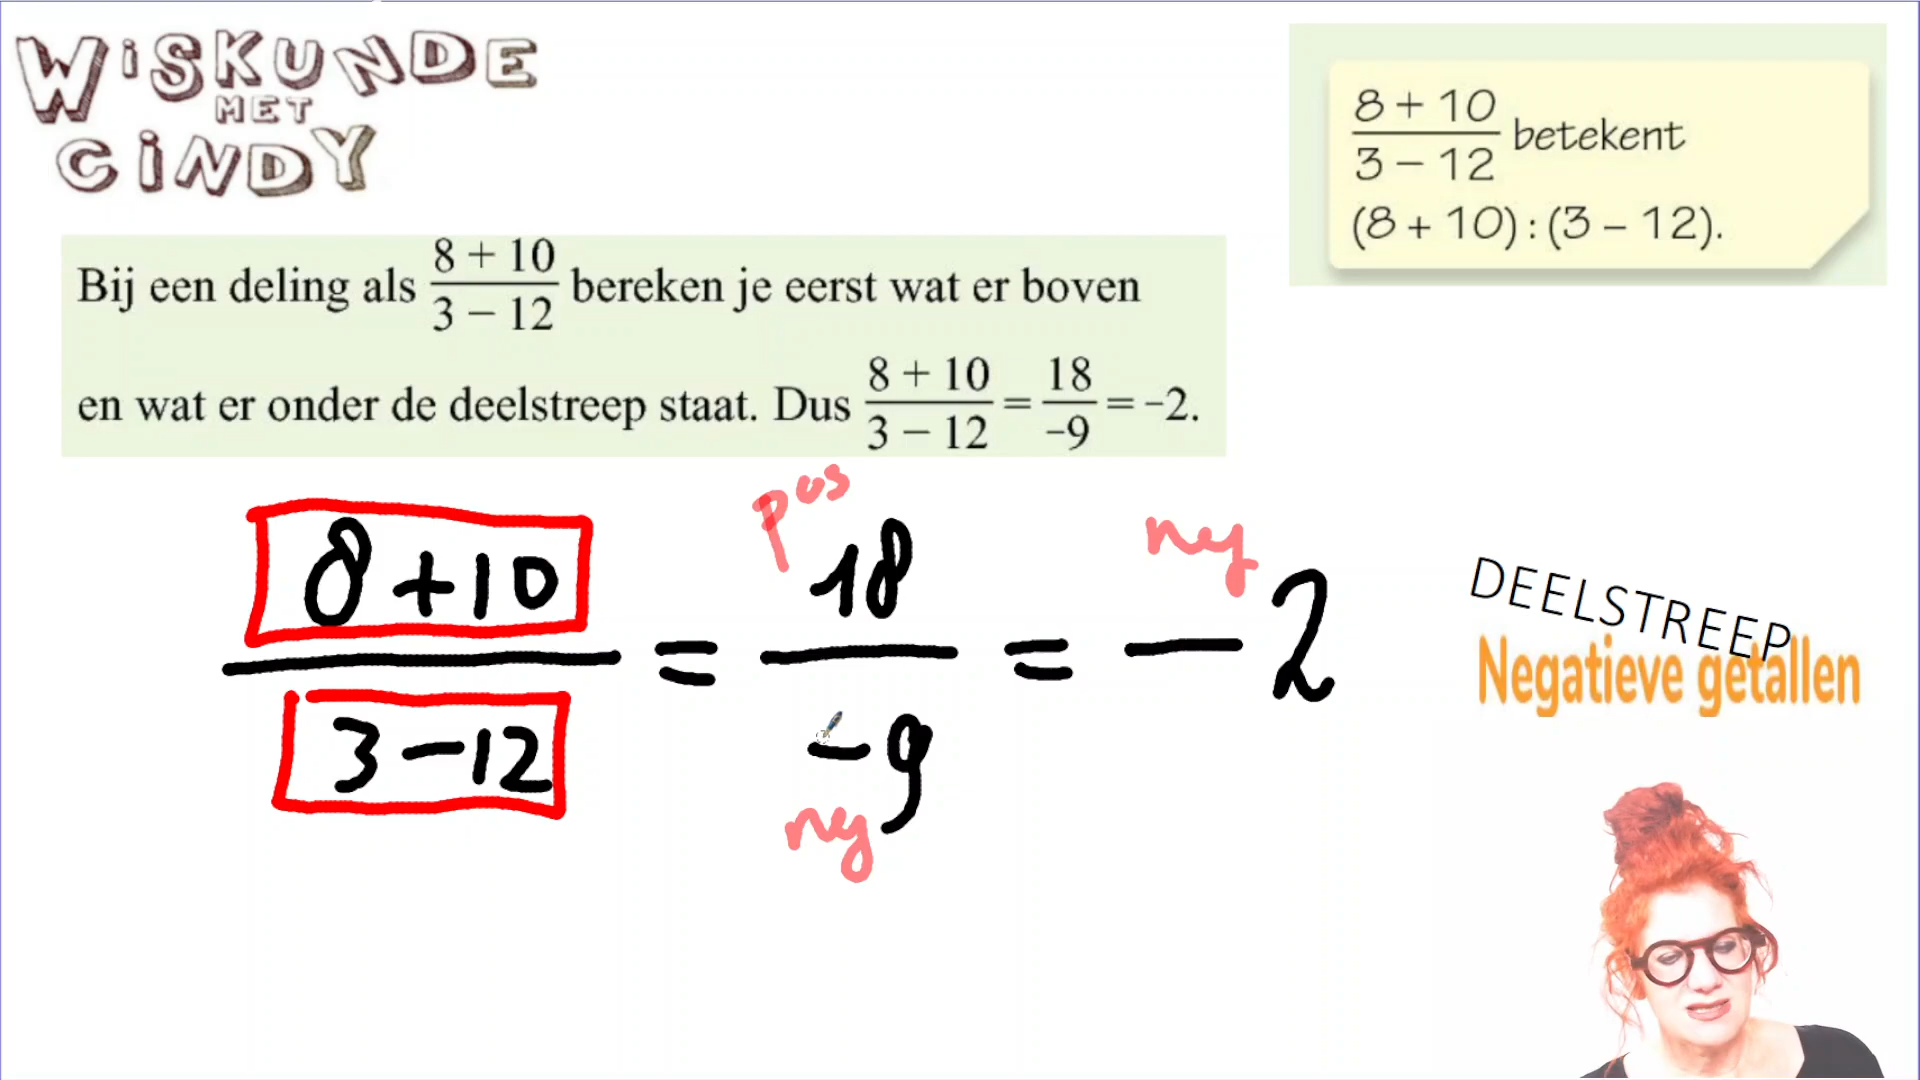 WiSKUNDE
MET
CiNDY
8 + 10
3 − 12
betekent
(8 + 10) : (3 − 12).
Bij een deling als 8 + 10 / 3 − 12 bereken je eerst wat er boven
en wat er onder de deelstreep staat. Dus 8 + 10 / 3 − 12 = 18 / -9 = -2.
pos
neg
8 + 10 / 3 − 12 = 18 / -9 = -2
neg
DEELSTREEP
Negatieve getallen